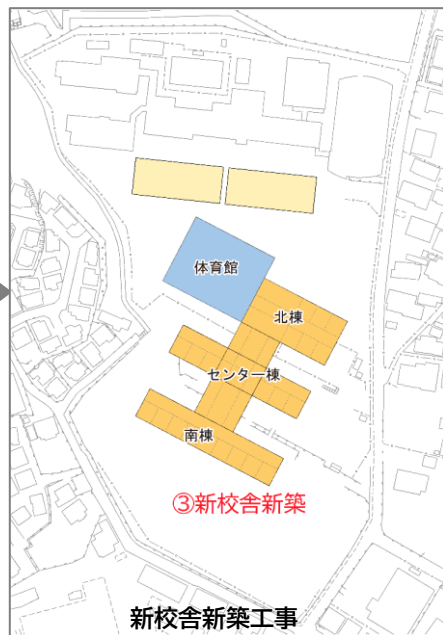 体育館
北棟
センター棟
南棟
③新校舎新築
新校舎新築工事